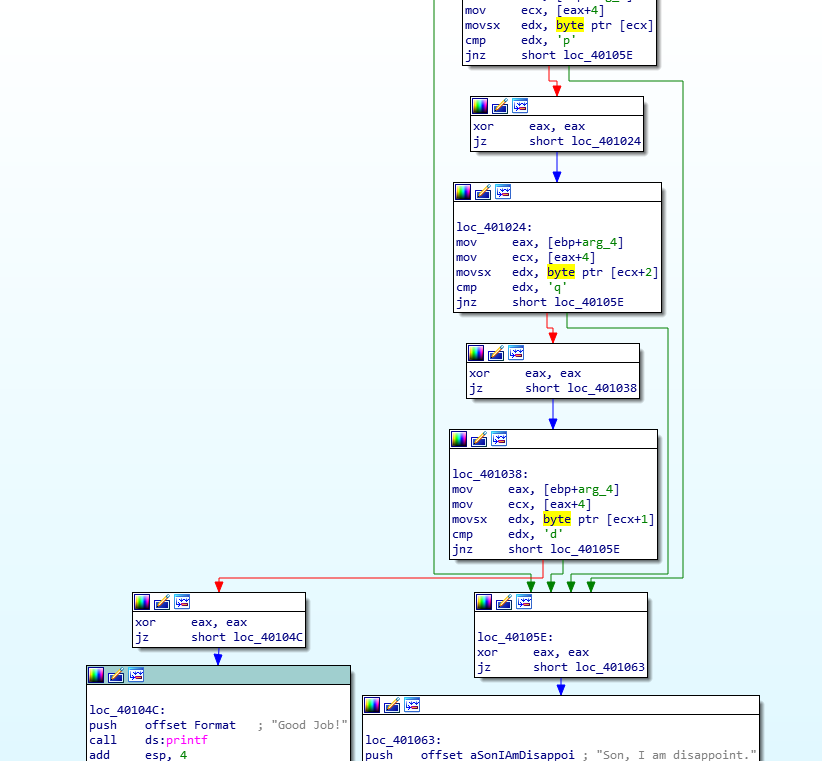 mov ecx, [eax+4]
movsx edx, byte ptr [ecx]
cmp edx, 'p'
jnz short loc_40105E
xor eax, eax
jz short loc_401024
loc_401024:
mov eax, [ebp+arg_4]
mov ecx, [eax+4]
movsx edx, byte ptr [ecx+2]
cmp edx, 'q'
jnz short loc_40105E
xor eax, eax
jz short loc_401038
loc_401038:
mov eax, [ebp+arg_4]
mov ecx, [eax+4]
movsx edx, byte ptr [ecx+1]
cmp edx, 'd'
jnz short loc_40105E
xor eax, eax
jz short loc_40104C
loc_40104C:
push offset Format ; "Good Job!"
call ds:printf
add esp, 4
loc_40105E:
xor eax, eax
jz short loc_401063
loc_401063:
push offset aSonIAmDisappoi ; "Son, I am disappoint."